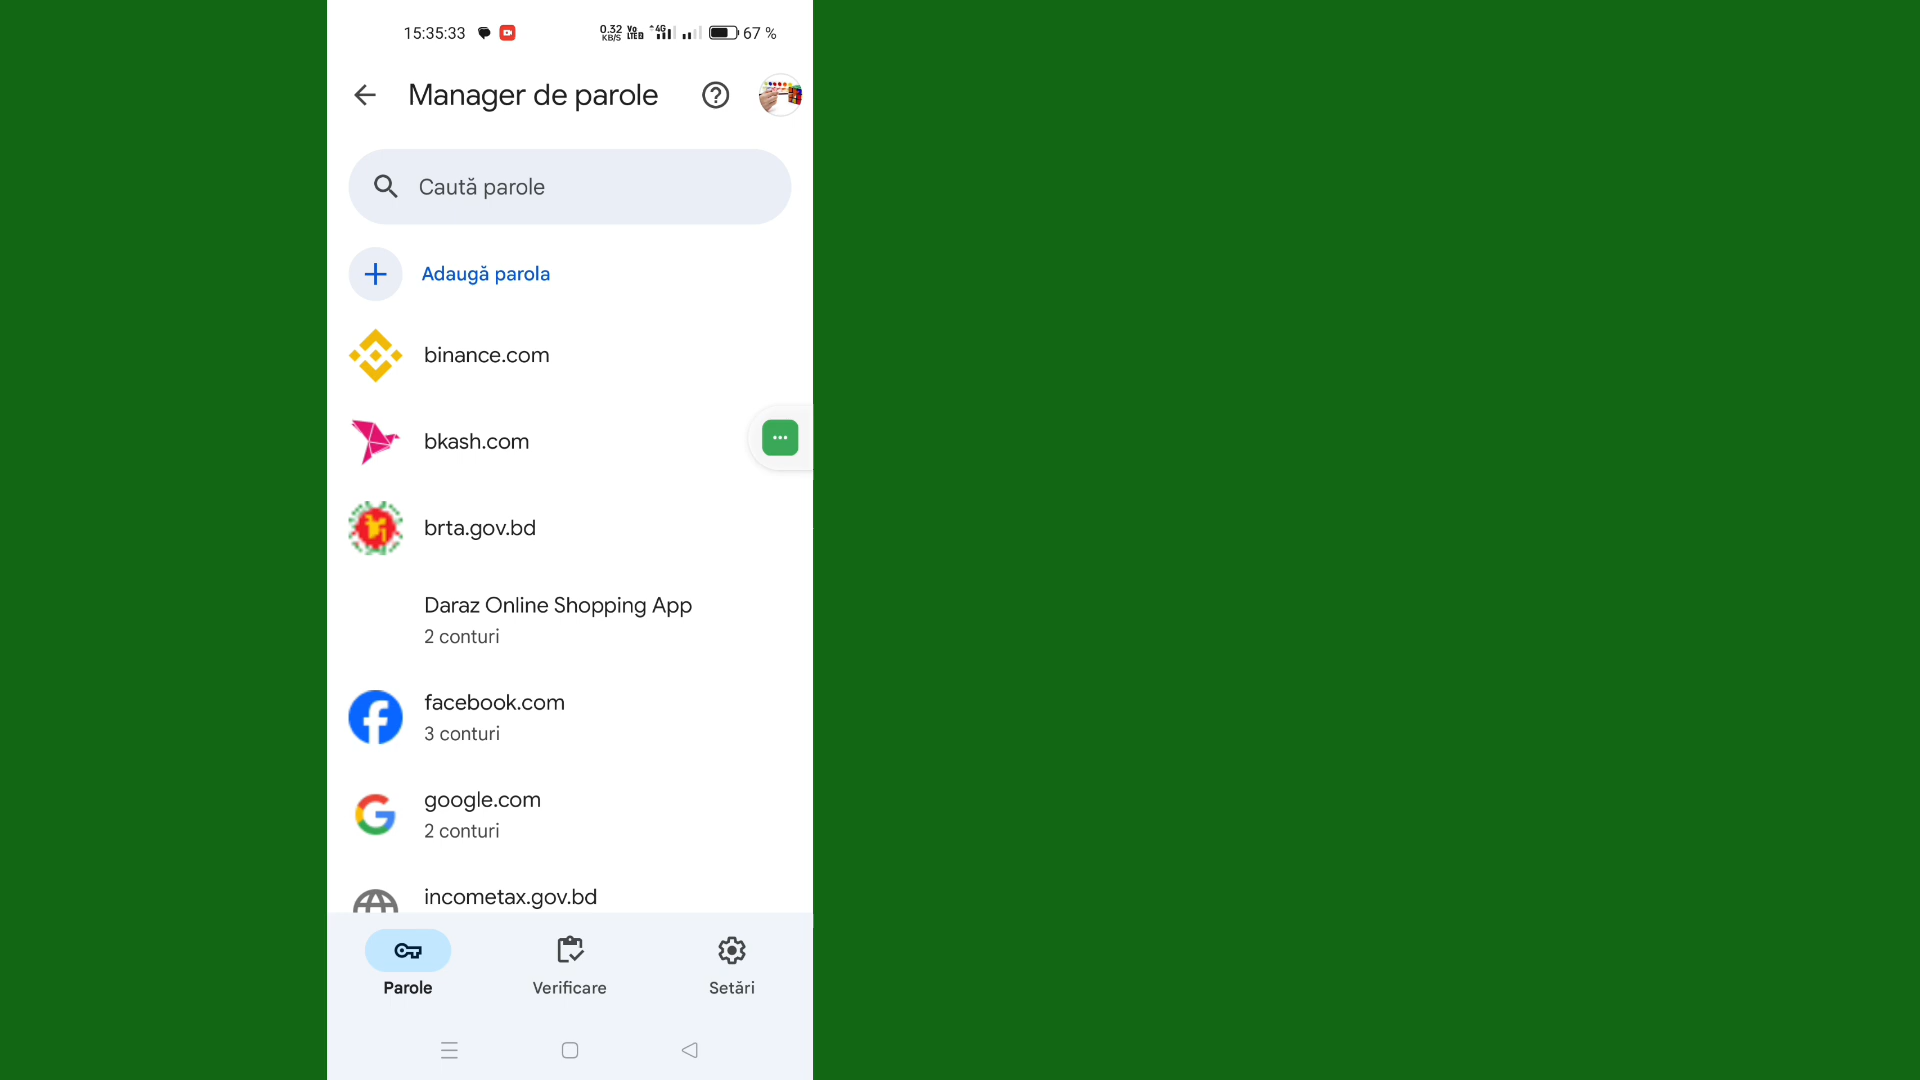 15:35:33 0.32 KB/S Vo LTE2 4G 67 %
Manager de parole
Caută parole
Adaugă parola
binance.com
bkash.com
brta.gov.bd
Daraz Online Shopping App
2 conturi
facebook.com
3 conturi
google.com
2 conturi
incometax.gov.bd
Parole Verificare Setări